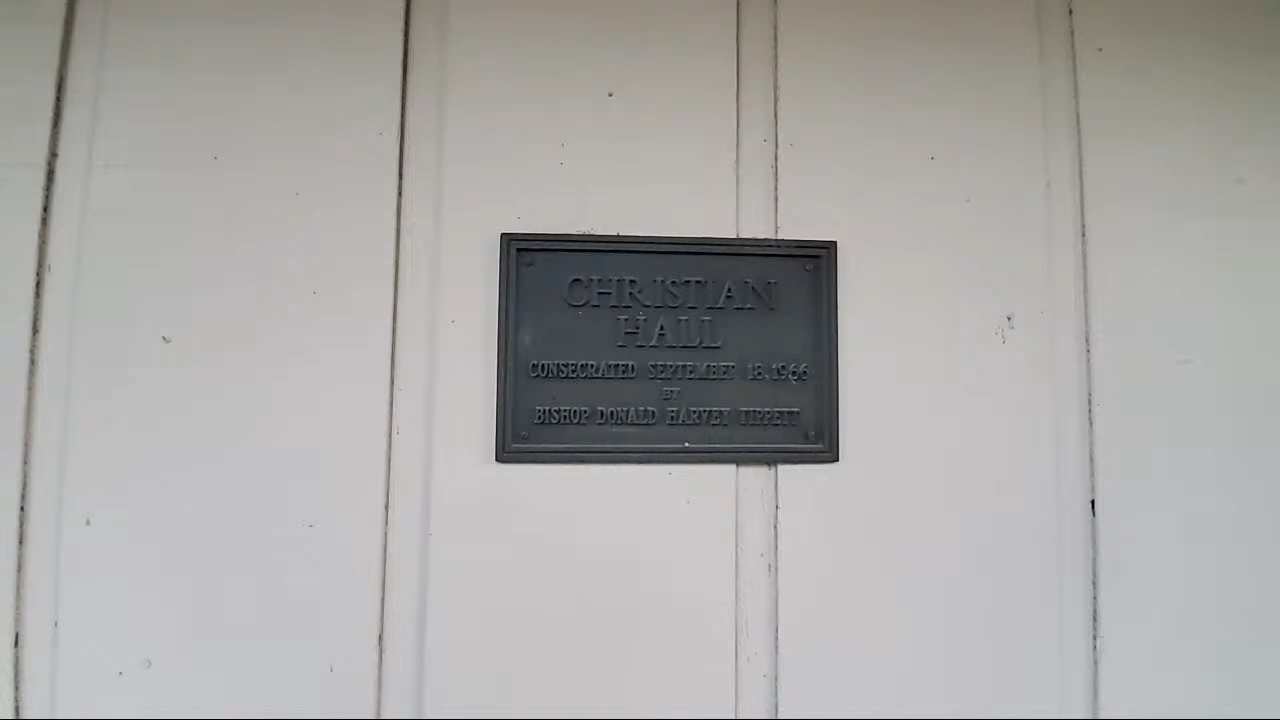 CHRISTIAN
HALL
CONSECRATED SEPTEMBER 18, 1966
BY
BISHOP DONALD HARVEY TIPPETT